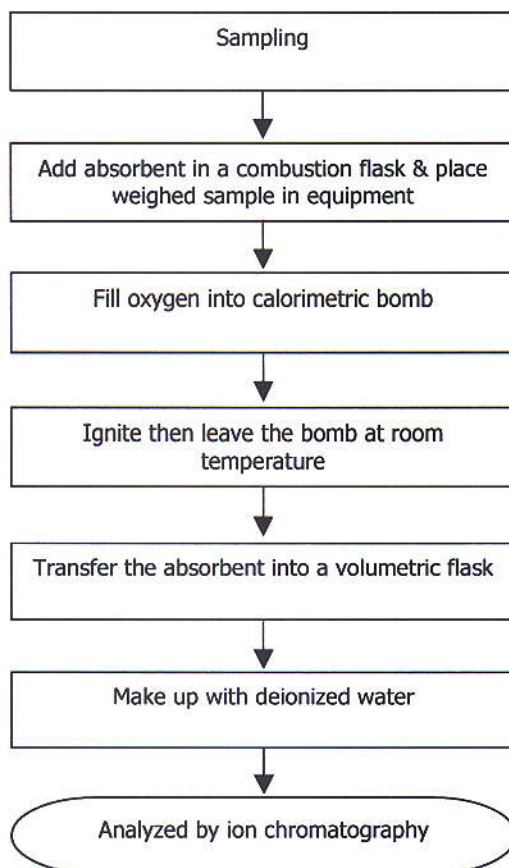 Sampling
Add absorbent in a combustion flask & place
weighed sample in equipment
Fill oxygen into calorimetric bomb
Ignite then leave the bomb at room
temperature
Transfer the absorbent into a volumetric flask
Make up with deionized water
Analyzed by ion chromatography